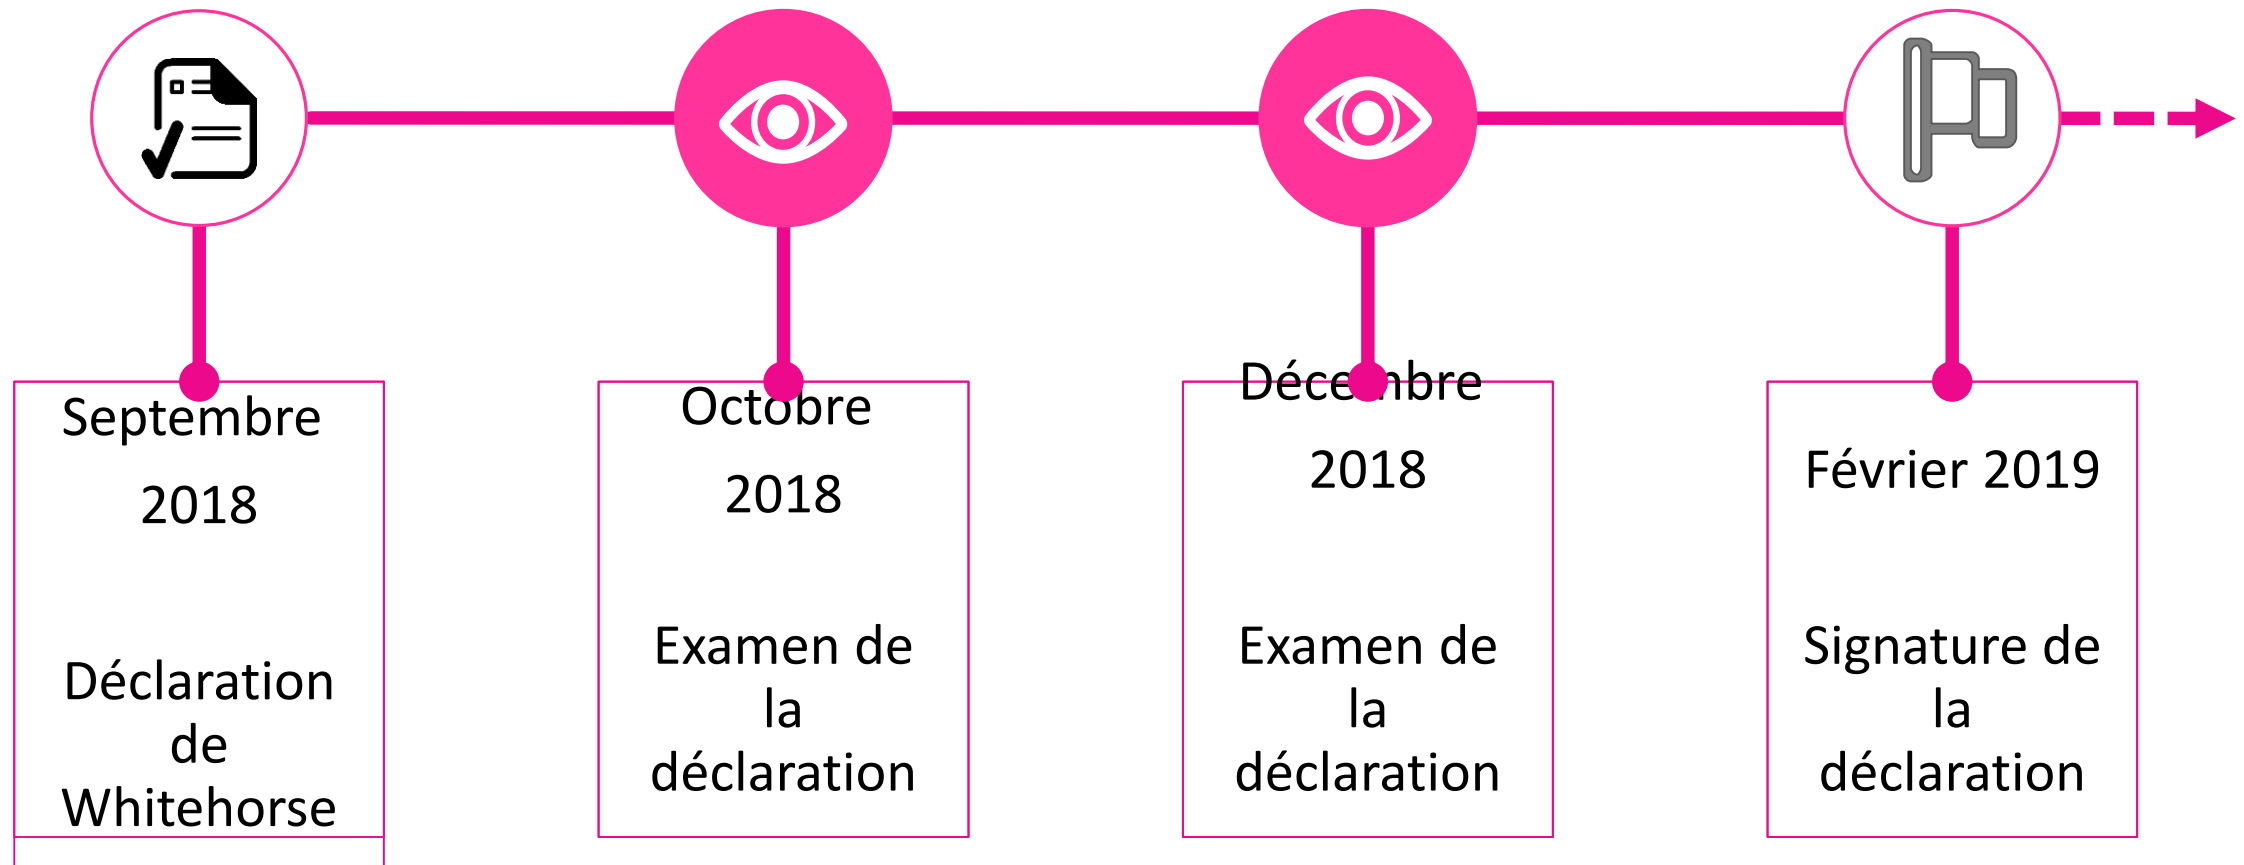 Septembre
2018
Déclaration
de
Whitehorse
Octobre
2018
Examen de
la
déclaration
Décembre
2018
Examen de
la
déclaration
Février 2019
Signature de
la
déclaration